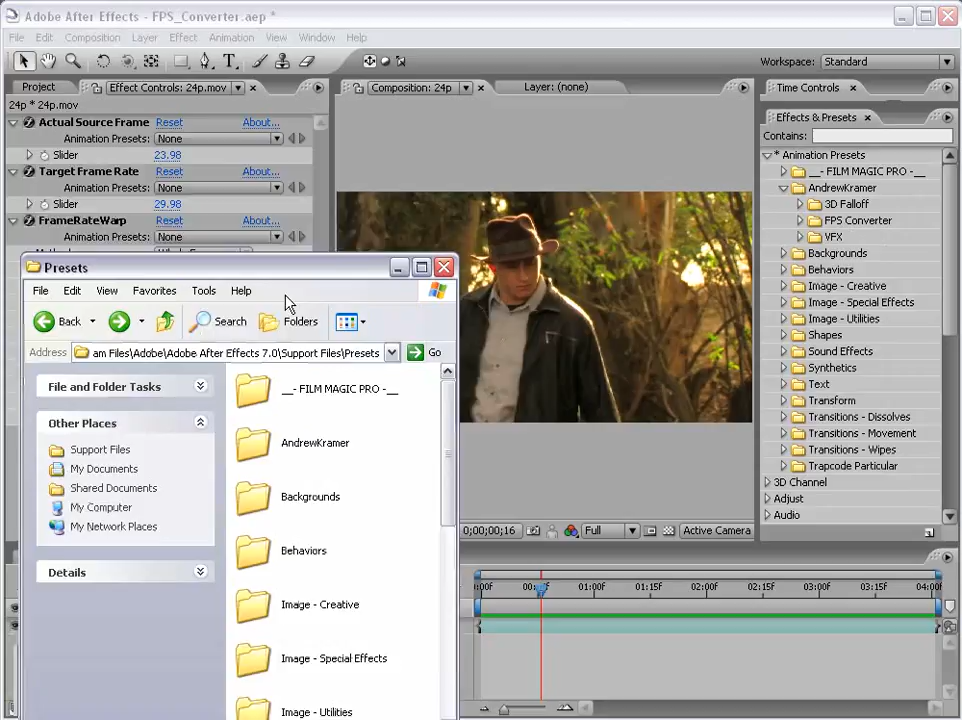 Adobe After Effects - FPS_Converter.aep *
File Edit Composition Layer Effect Animation View Window Help
Workspace: Standard
Project
Effect Controls: 24p.mov
Composition: 24p
Layer: (none)
Time Controls
24p * 24p.mov
Actual Source Frame Reset About...
Animation Presets: None
Slider 23.98
Target Frame Rate Reset About...
Animation Presets: None
Slider 29.98
FrameRateWarp Reset About...
Animation Presets: None
Effects & Presets
Contains:
* Animation Presets
__- FILM MAGIC PRO -__
AndrewKramer
3D Falloff
FPS Converter
VFX
Backgrounds
Behaviors
Image - Creative
Image - Special Effects
Image - Utilities
Shapes
Sound Effects
Synthetics
Text
Transform
Transitions - Dissolves
Transitions - Movement
Transitions - Wipes
Trapcode Particular
3D Channel
Adjust
Audio
Presets
File Edit View Favorites Tools Help
Back Search Folders
Address am Files\Adobe\Adobe After Effects 7.0\Support Files\Presets Go
File and Folder Tasks
Other Places
Support Files
My Documents
Shared Documents
My Computer
My Network Places
Details
__- FILM MAGIC PRO -__
AndrewKramer
Backgrounds
Behaviors
Image - Creative
Image - Special Effects
Image - Utilities
0;00;00;16 Full Active Camera
:00f 01:00f 01:15f 02:00f 02:15f 03:00f 03:15f 04:00f